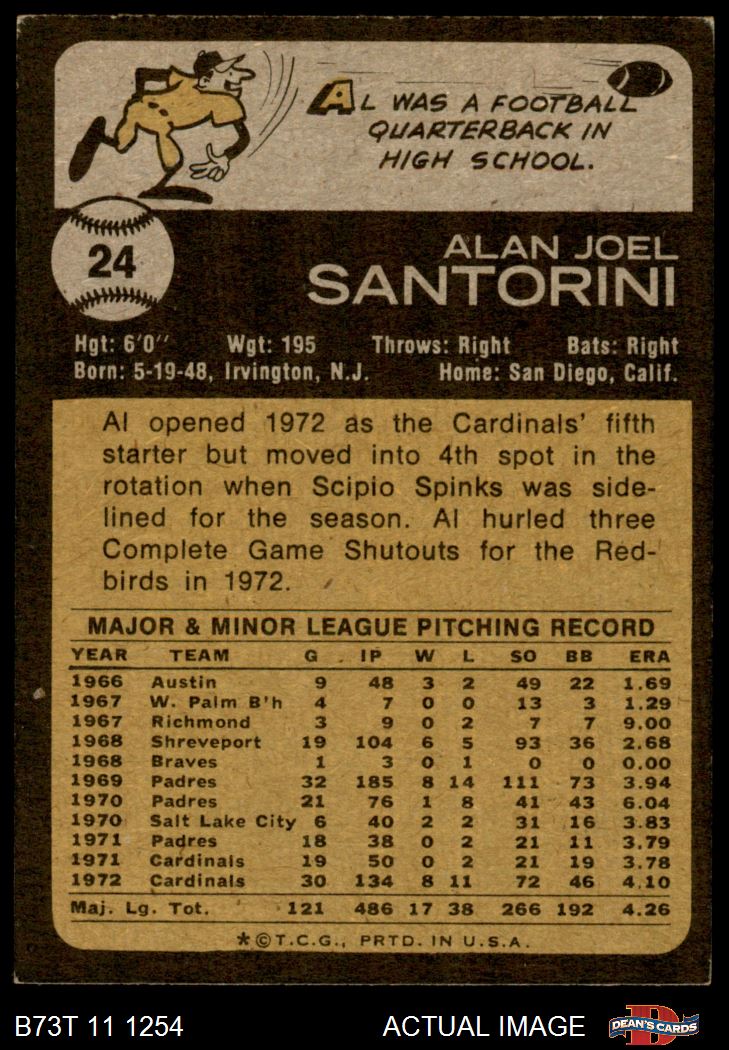 AL WAS A FOOTBALL
QUARTERBACK IN
HIGH SCHOOL.
24
ALAN JOEL
SANTORINI
Hgt: 6'0" Wgt: 195 Throws: Right Bats: Right
Born: 5-19-48, Irvington, N.J. Home: San Diego, Calif.
Al opened 1972 as the Cardinals' fifth
starter but moved into 4th spot in the
rotation when Scipio Spinks was side-
lined for the season. Al hurled three
Complete Game Shutouts for the Red-
birds in 1972.
MAJOR & MINOR LEAGUE PITCHING RECORD
YEAR TEAM G IP W L SO BB ERA
1966 Austin 9 48 3 2 49 22 1.69
1967 W. Palm B'h 4 7 0 0 13 3 1.29
1967 Richmond 3 9 0 2 7 7 9.00
1968 Shreveport 19 104 6 5 93 36 2.68
1968 Braves 1 3 0 1 0 0 0.00
1969 Padres 32 185 8 14 111 73 3.94
1970 Padres 21 76 1 8 41 43 6.04
1970 Salt Lake City 6 40 2 2 31 16 3.83
1971 Padres 18 38 0 2 21 11 3.79
1971 Cardinals 19 50 0 2 21 19 3.78
1972 Cardinals 30 134 8 11 72 46 4.10
Maj. Lg. Tot. 121 486 17 38 266 192 4.26
*©T.C.G., PRTD. IN U.S.A.
B73T 11 1254 ACTUAL IMAGE D DEAN'S CARDS